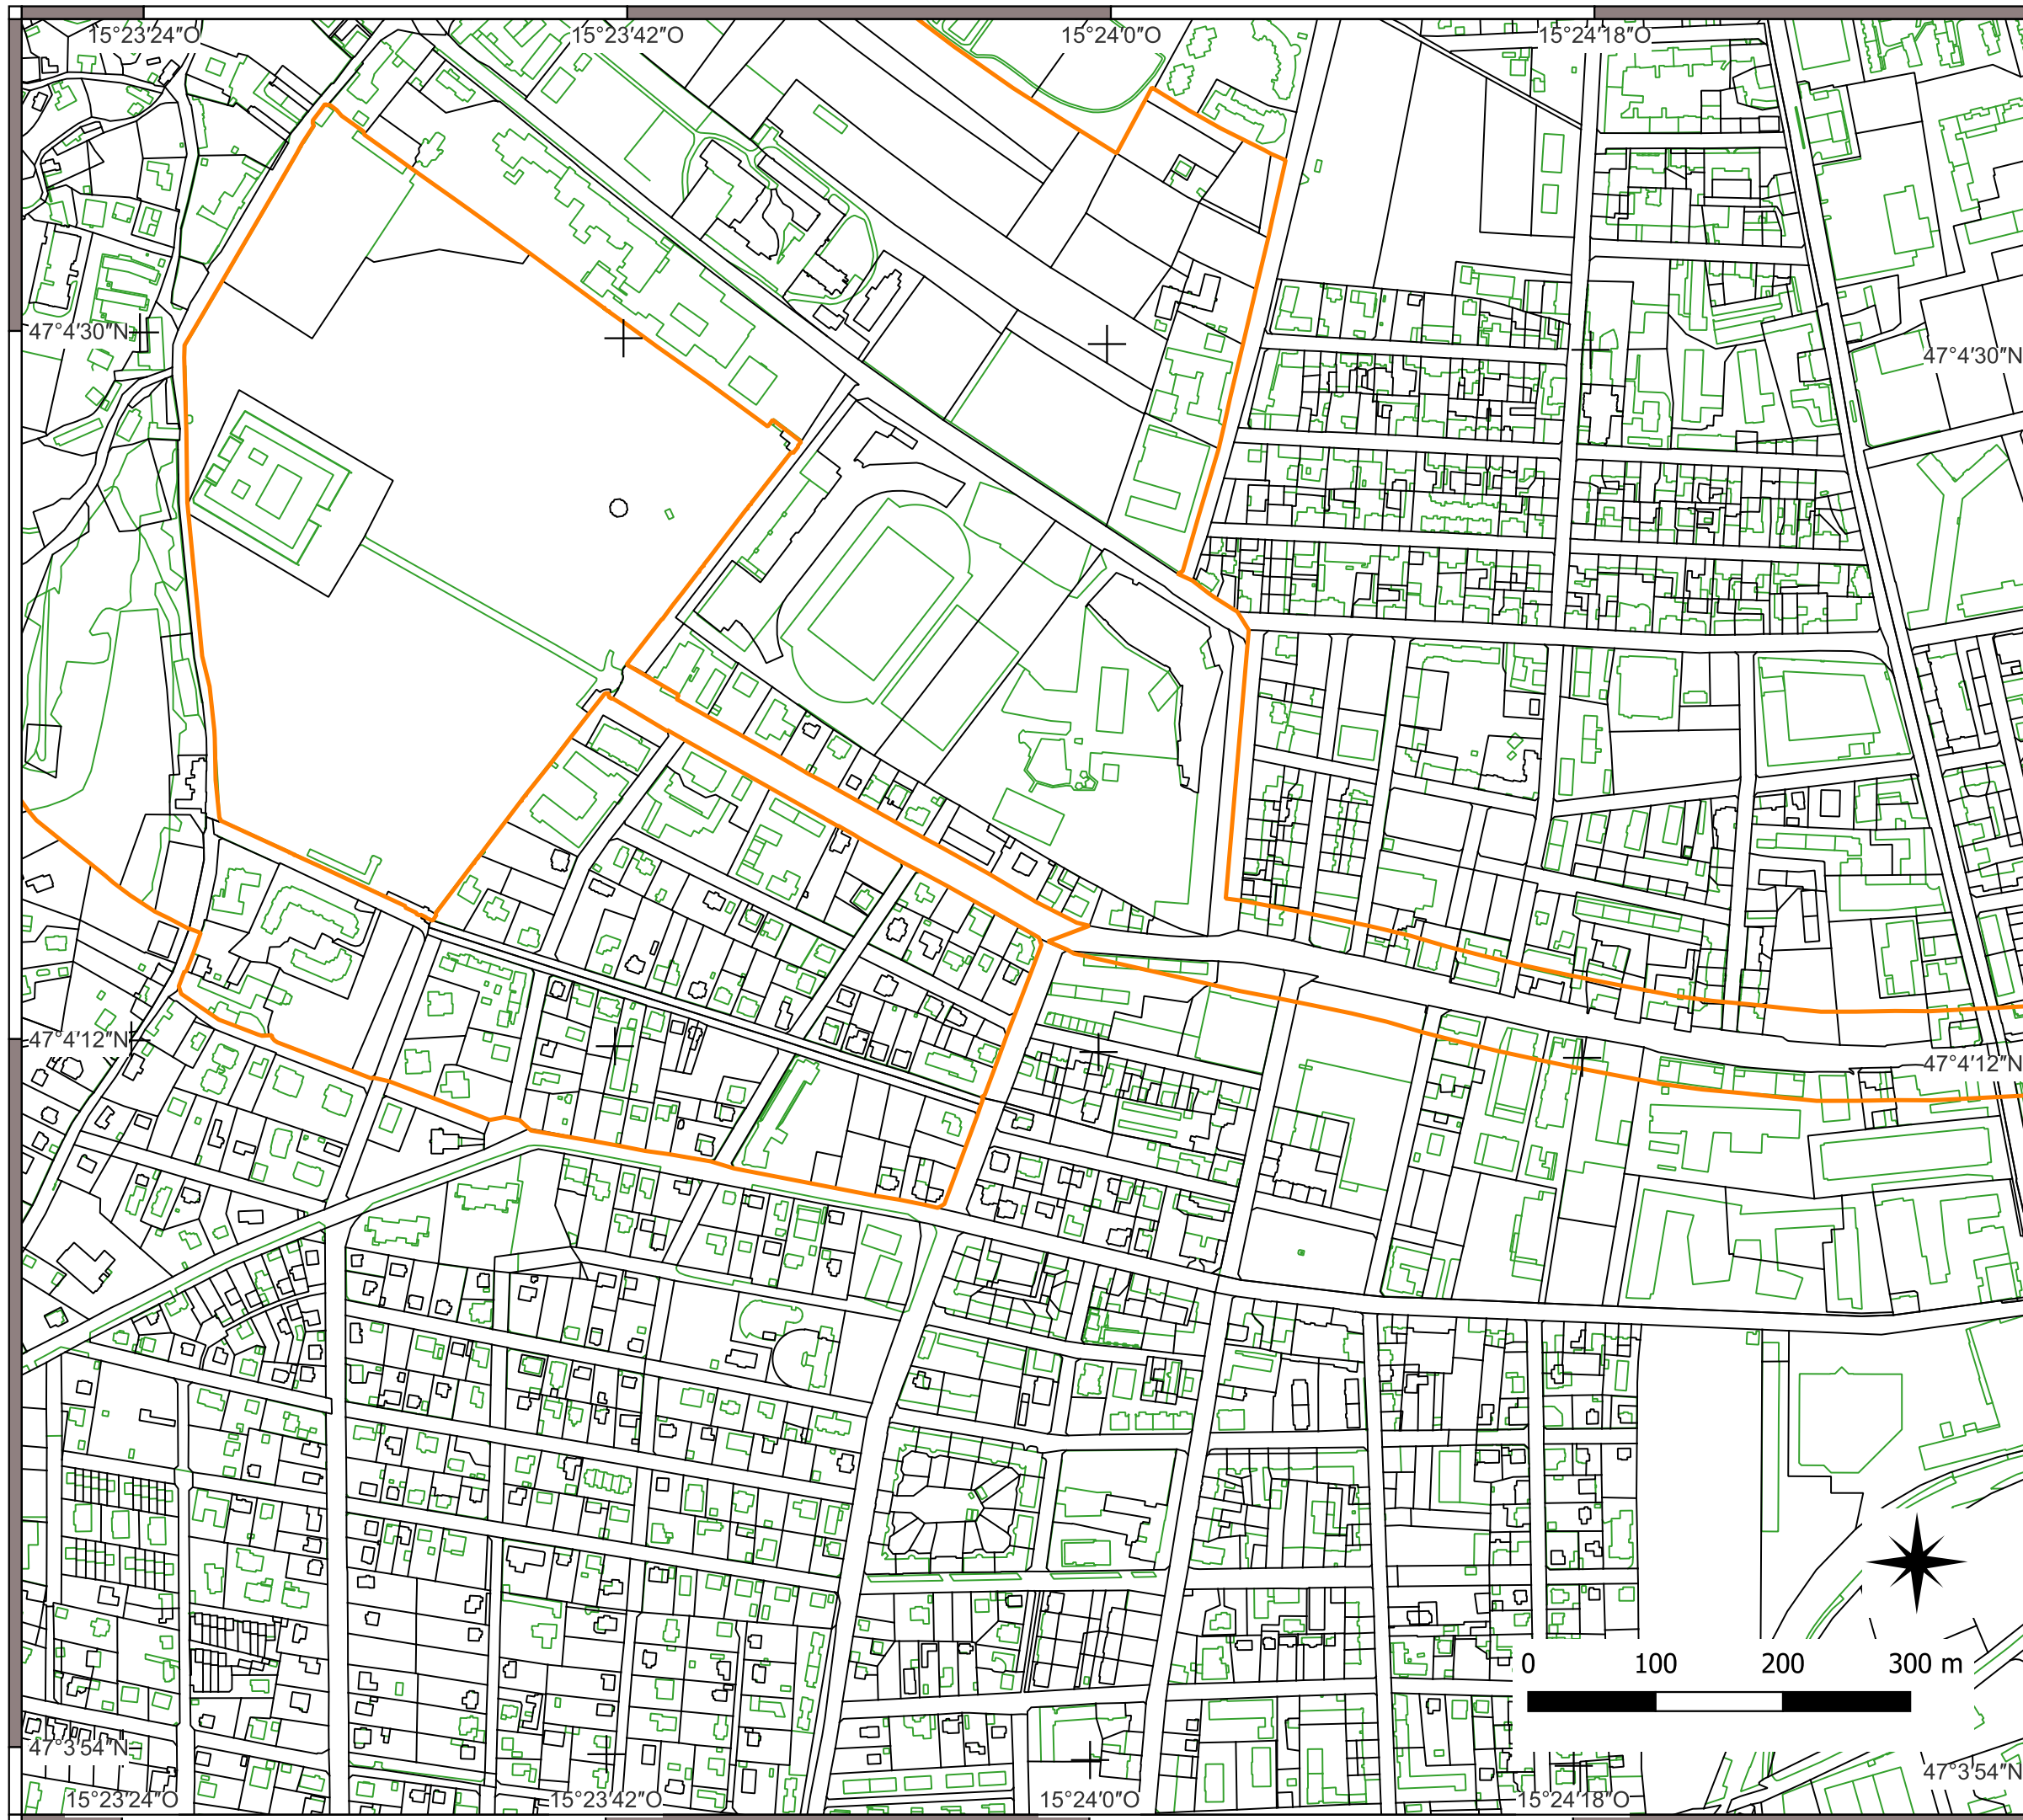 15°23′24″O 15°23′42″O 15°24′0″O 15°24′18″O
47°4′30″N 47°4′30″N
47°4′12″N 47°4′12″N
0 100 200 300 m
47°3′54″N 47°3′54″N
15°23′24″O 15°23′42″O 15°24′0″O 15°24′18″O